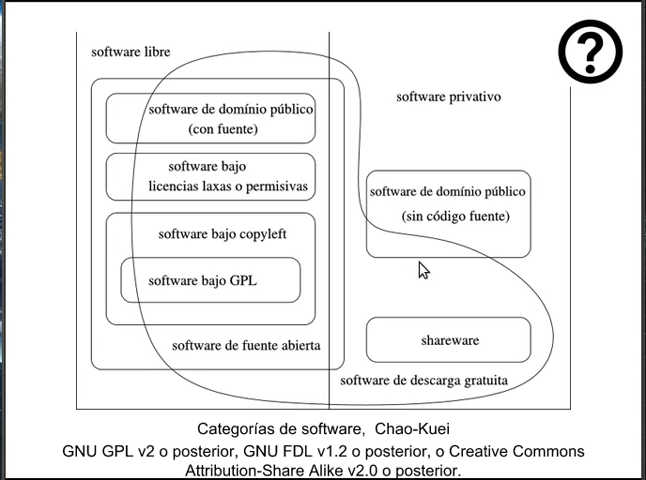 software libre
?
software privativo
software de domínio público
(con fuente)
software bajo
licencias laxas o permisivas
software de domínio público
(sin código fuente)
software bajo copyleft
software bajo GPL
software de fuente abierta
shareware
software de descarga gratuita
Categorías de software, Chao-Kuei
GNU GPL v2 o posterior, GNU FDL v1.2 o posterior, o Creative Commons
Attribution-Share Alike v2.0 o posterior.